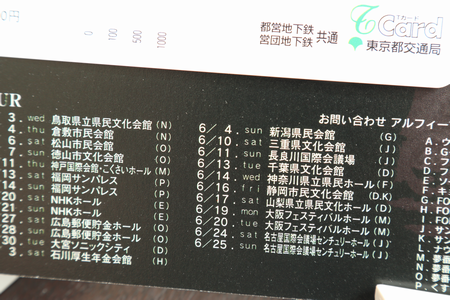 0円
0
100
500
1000
都営地下鉄
営団地下鉄 共通
Card
東京都交通局
UR
お問い合わせ アルフィー
3. wed 鳥取県立県民文化会館 (N)
4. thu 倉敷市民会館 (N)
松山市民会館 (H)
7. sun 徳山市文化会館 (O)
11 神戸国際会館・こくさいホール (M)
13 福岡サンパレス (P)
14 福岡サンパレス (P)
20 sat NHKホール (E)
21 sun NHKホール (E)
27 sat 広島郵便貯金ホール (O)
28 sun 広島郵便貯金ホール (O)
30 tue 大宮ソニックシティ (D)
3. sat 石川厚生年金会館 (H)
6/ 4. sun 新潟県民会館 (G)
6/10. sat 三重県文化会館 (A)
6/11. sun 長良川国際会議場 (J)
6/13. tue 千葉県文化会館 (D)
6/14. wed 神奈川県立県民ホール (F)
6/16. fri 静岡市民文化会館 (D.K)
6/17. sat 山梨県立県民文化ホール (D)
6/19. mon 大阪フェスティバルホール (M)
6/20. tue 大阪フェスティバルホール (M)
6/24. sat 名古屋国際会議場センチュリーホール (J)
6/25. sun 名古屋国際会議場センチュリーホール (J)